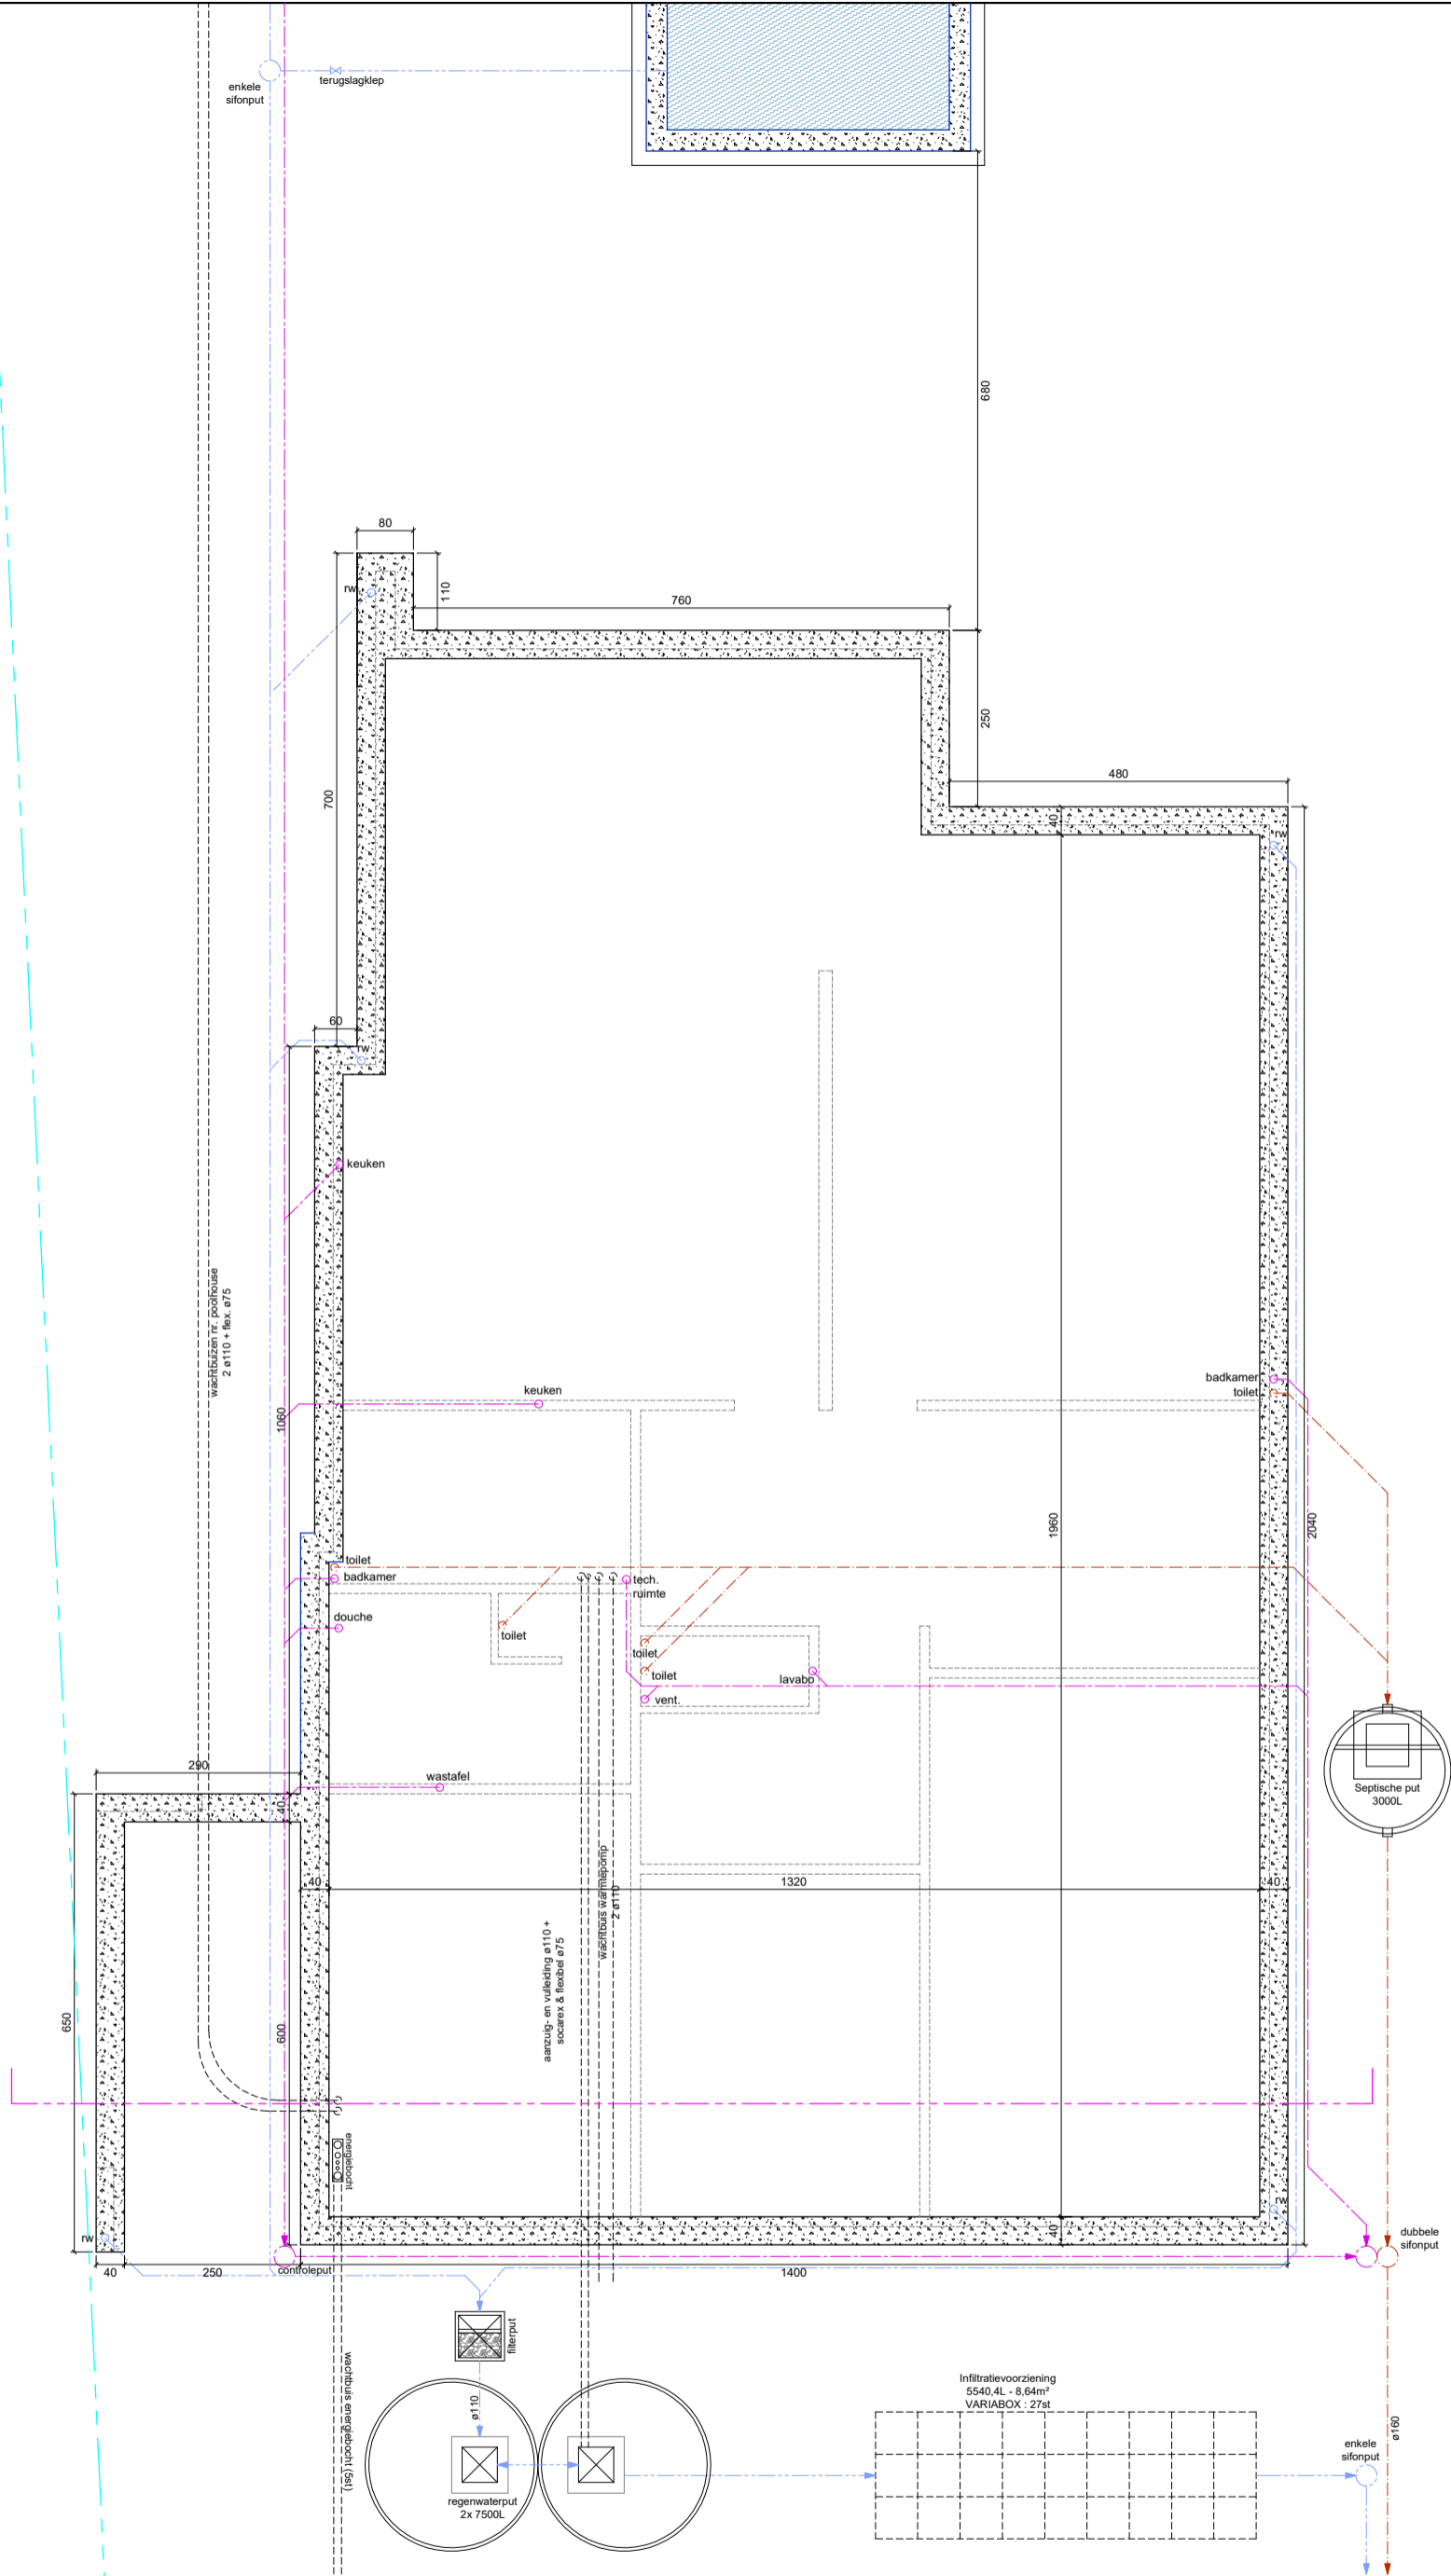 terugslagklep
enkele
sifonput
680
80
110
rw
760
250
480
700
40
rw
60
rw
keuken
wachtbuizen nr. poolhouse
2 ø110 + flex. ø75
badkamer
toilet
keuken
1060
1960
2040
toilet
badkamer
tech.
ruimte
douche
toilet
toilet
toilet
lavabo
vent.
290
wastafel
Septische put
3000L
40
40
1320
40
wachtbuis warmtepomp
2 ø110
aanzuig- en vulleiding ø110 +
socarex & flexibel ø75
650
600
energiebocht
rw
rw
40
dubbele
sifonput
controleput
40
250
1400
filterput
wachtbuis energiebocht (5st)
ø110
Infiltratievoorziening
5540,4L - 8,64m²
VARIABOX : 27st
ø160
enkele
sifonput
regenwaterput
2x 7500L